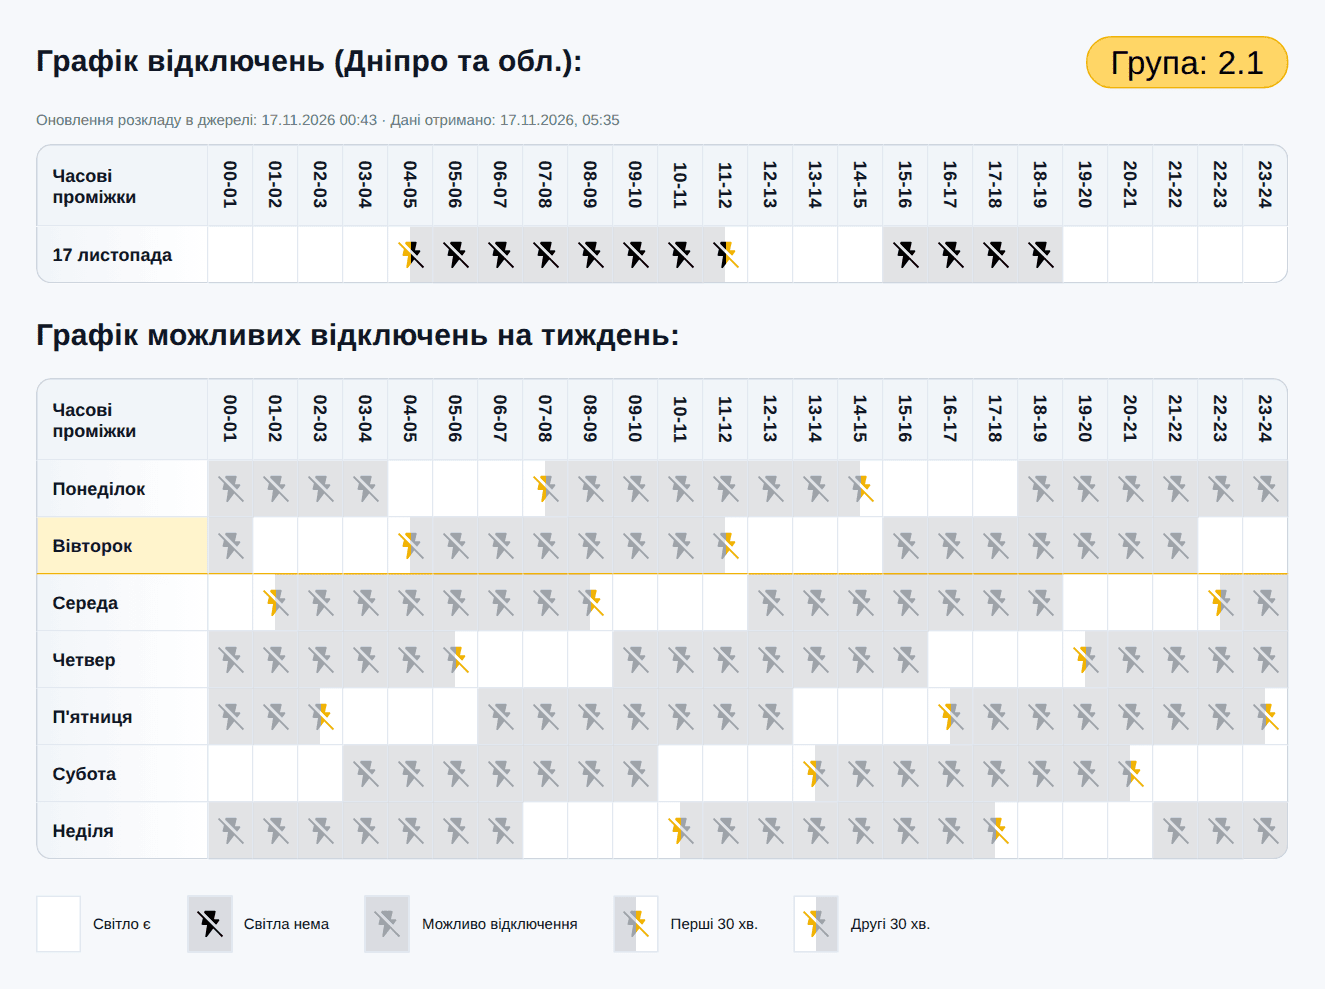 Графік відключень (Дніпро та обл.):
Група: 2.1
Оновлення розкладу в джерелі: 17.11.2026 00:43 · Дані отримано: 17.11.2026, 05:35
Часові
проміжки
00-01 01-02 02-03 03-04 04-05 05-06 06-07 07-08 08-09 09-10 10-11 11-12 12-13 13-14 14-15 15-16 16-17 17-18 18-19 19-20 20-21 21-22 22-23 23-24
17 листопада
Графік можливих відключень на тиждень:
Часові
проміжки
00-01 01-02 02-03 03-04 04-05 05-06 06-07 07-08 08-09 09-10 10-11 11-12 12-13 13-14 14-15 15-16 16-17 17-18 18-19 19-20 20-21 21-22 22-23 23-24
Понеділок
Вівторок
Середа
Четвер
П'ятниця
Субота
Неділя
Світло є
Світла нема
Можливо відключення
Перші 30 хв.
Другі 30 хв.